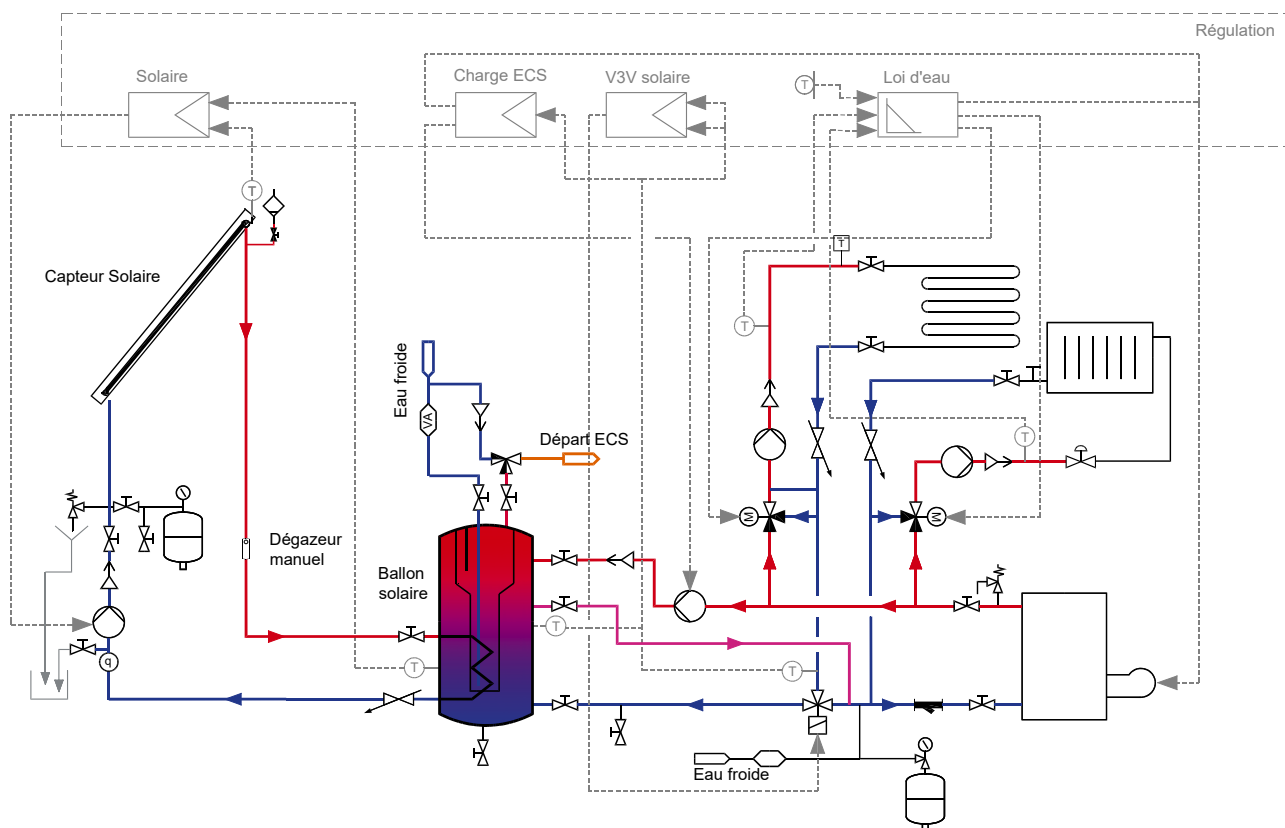 Régulation
Solaire
Charge ECS
V3V solaire
Loi d'eau
T
T
T
Capteur Solaire
T
Eau froide
VA
Départ ECS
T
M
M
Dégazeur
manuel
Ballon
solaire
T
T
T
q
Eau froide